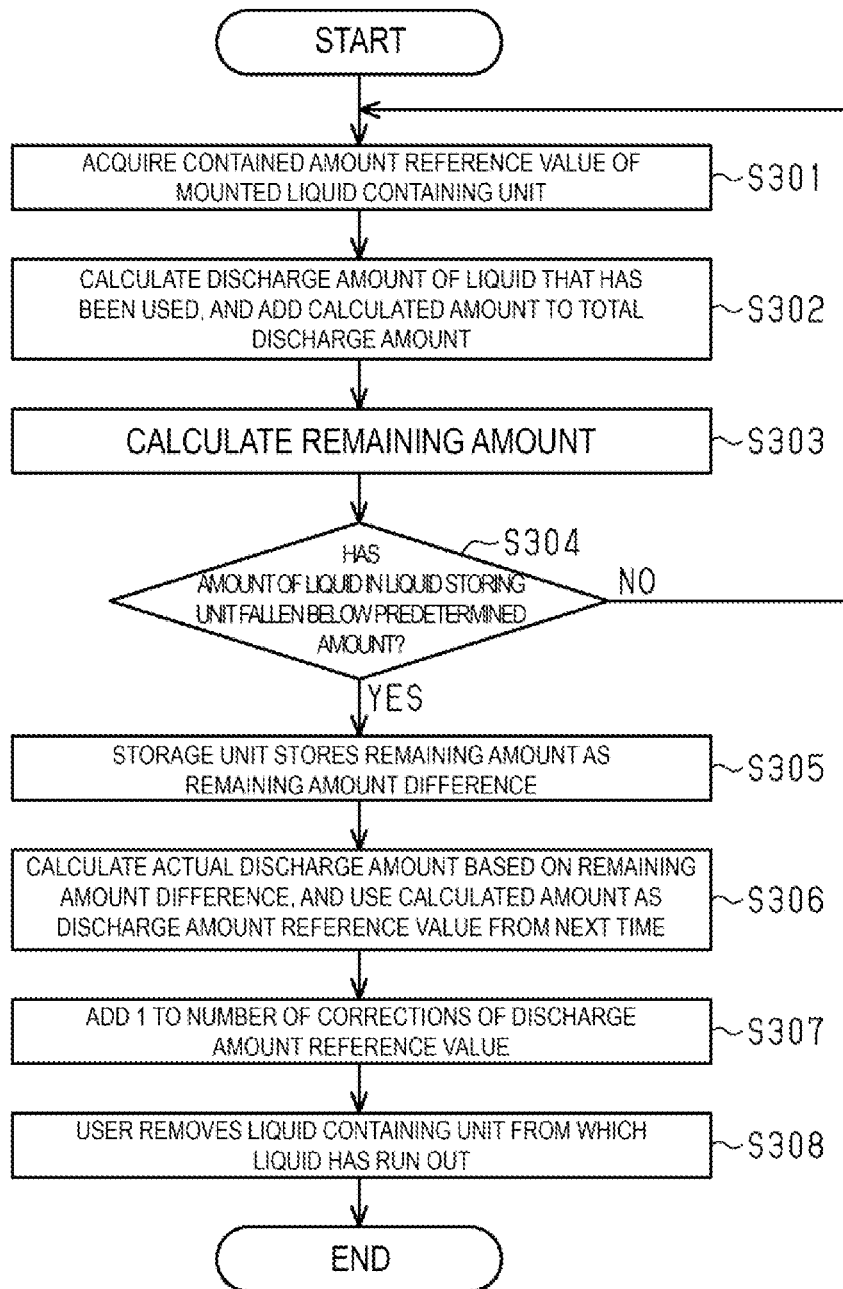 START
ACQUIRE CONTAINED AMOUNT REFERENCE VALUE OF
MOUNTED LIQUID CONTAINING UNIT
S301
CALCULATE DISCHARGE AMOUNT OF LIQUID THAT HAS
BEEN USED, AND ADD CALCULATED AMOUNT TO TOTAL
DISCHARGE AMOUNT
S302
CALCULATE REMAINING AMOUNT
S303
S304
HAS
AMOUNT OF LIQUID IN LIQUID STORING
UNIT FALLEN BELOW PREDETERMINED
AMOUNT?
NO
YES
STORAGE UNIT STORES REMAINING AMOUNT AS
REMAINING AMOUNT DIFFERENCE
S305
CALCULATE ACTUAL DISCHARGE AMOUNT BASED ON REMAINING
AMOUNT DIFFERENCE, AND USE CALCULATED AMOUNT AS
DISCHARGE AMOUNT REFERENCE VALUE FROM NEXT TIME
S306
ADD 1 TO NUMBER OF CORRECTIONS OF DISCHARGE
AMOUNT REFERENCE VALUE
S307
USER REMOVES LIQUID CONTAINING UNIT FROM WHICH
LIQUID HAS RUN OUT
S308
END